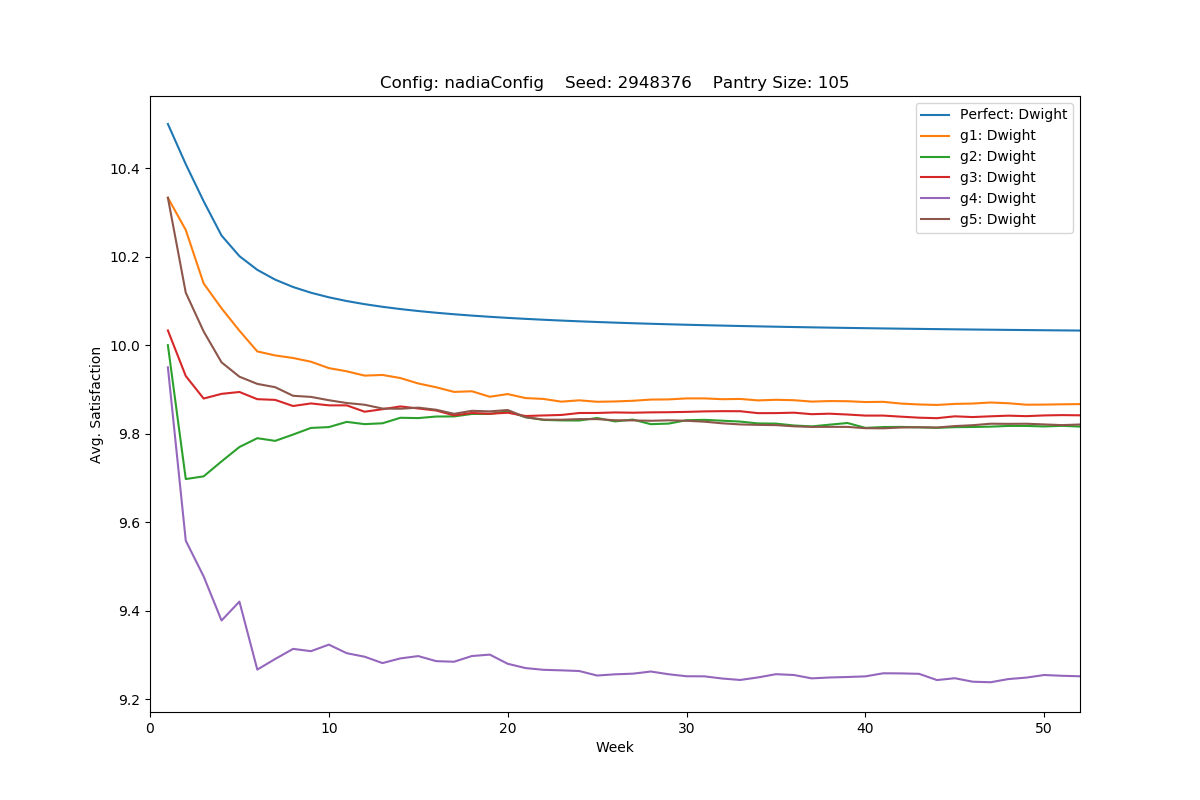 Config: nadiaConfig    Seed: 2948376    Pantry Size: 105
Perfect: Dwight
g1: Dwight
g2: Dwight
g3: Dwight
g4: Dwight
g5: Dwight
10.4
10.2
10.0
9.8
9.6
9.4
9.2
Avg. Satisfaction
0 10 20 30 40 50
Week